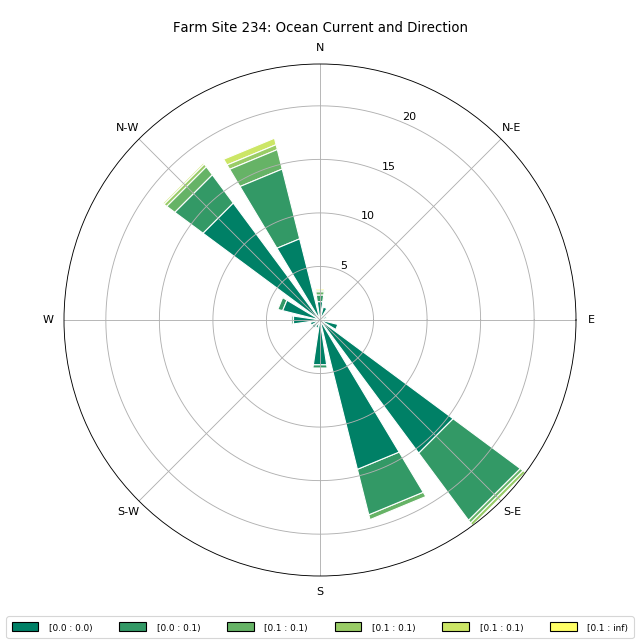 Farm Site 234: Ocean Current and Direction
N
N-W
N-E
20
15
10
5
W
E
S-W
S-E
S
[0.0 : 0.0)
[0.0 : 0.1)
[0.1 : 0.1)
[0.1 : 0.1)
[0.1 : 0.1)
[0.1 : inf)